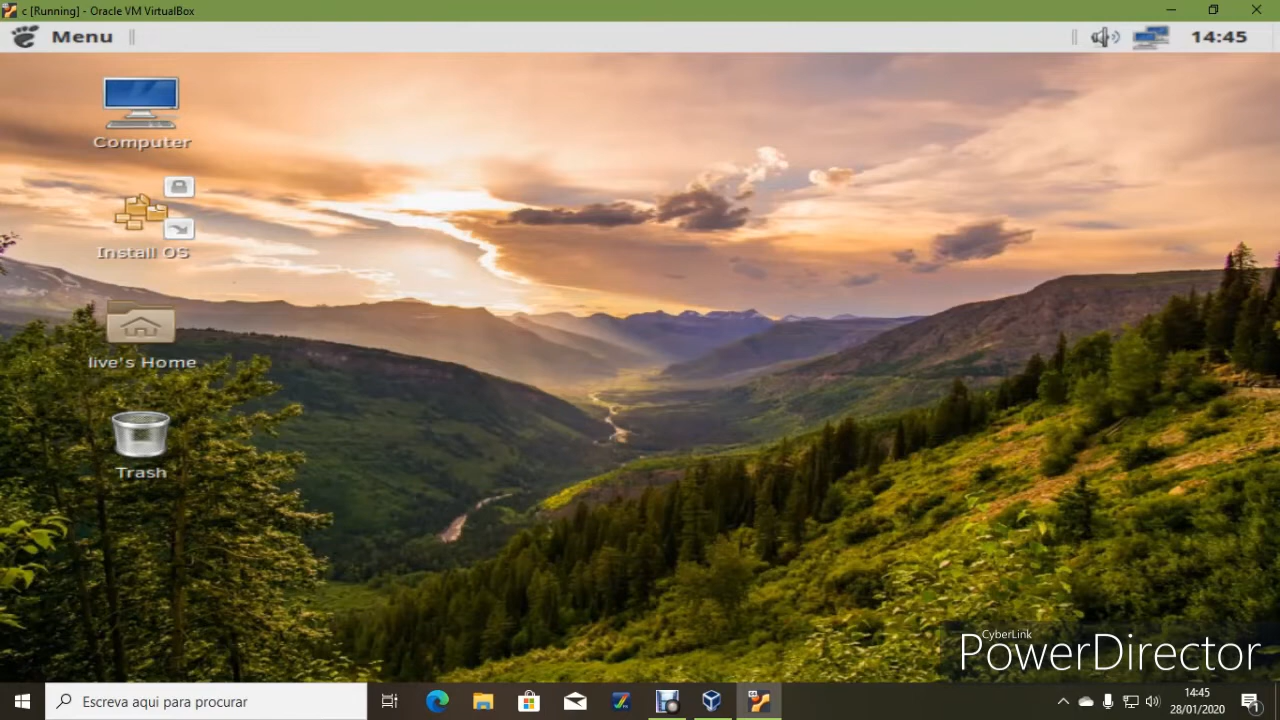 c [Running] - Oracle VM VirtualBox
Menu
14:45
Computer
Install OS
live's Home
Trash
CyberLink
PowerDirector
Escreva aqui para procurar
14:45
28/01/2020
1